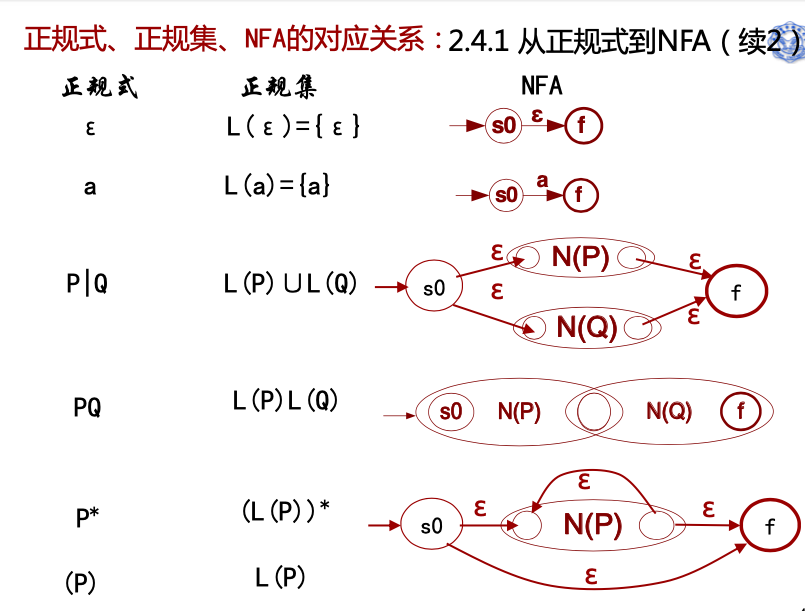 正规式、正规集、NFA的对应关系：2.4.1 从正规式到NFA（续2）
正规式 正规集 NFA
ε L(ε)={ε} s0 ε f
a L(a)={a} s0 a f
P|Q L(P)∪L(Q) s0 ε ε N(P) N(Q) ε ε f
PQ L(P)L(Q) s0 N(P) N(Q) f
P* (L(P))* s0 ε ε N(P) ε ε f
(P) L(P)